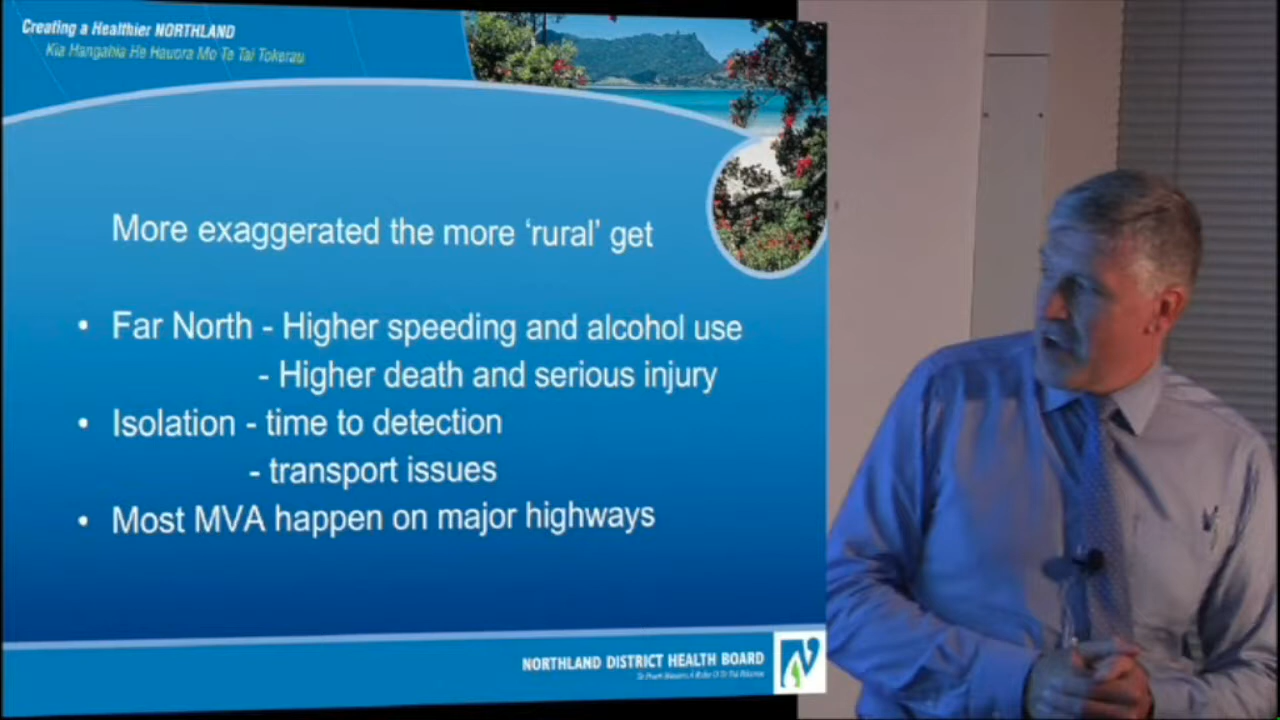 Creating a Healthier NORTHLAND
Kia Hangahia He Hauora Mo Te Tai Tokerau
More exaggerated the more ‘rural’ get
• Far North - Higher speeding and alcohol use
- Higher death and serious injury
• Isolation - time to detection
- transport issues
• Most MVA happen on major highways
NORTHLAND DISTRICT HEALTH BOARD